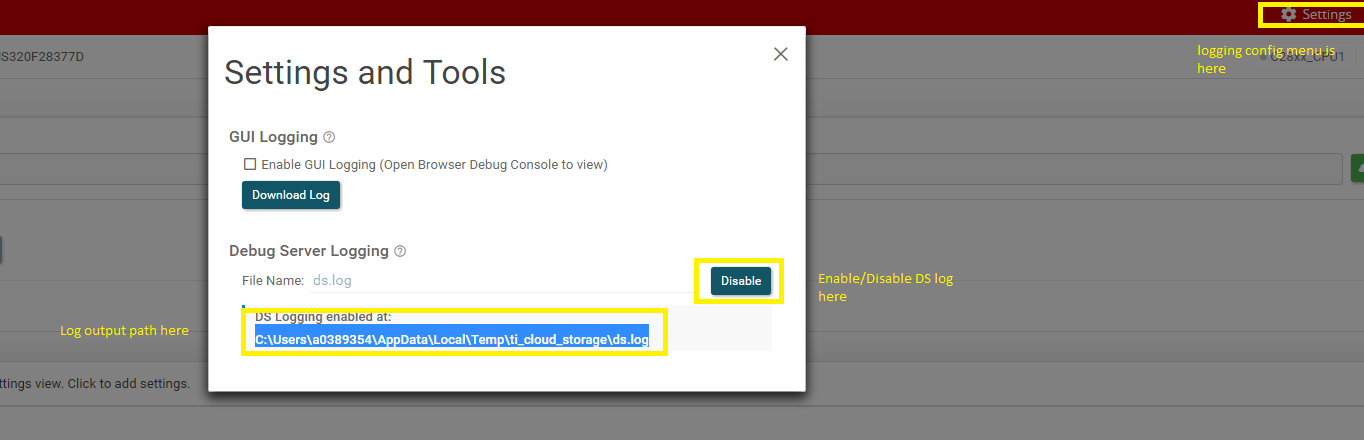 Settings
logging config menu is
here
S320F28377D
C28xx_CPU1
Settings and Tools
GUI Logging
Enable GUI Logging (Open Browser Debug Console to view)
Download Log
Debug Server Logging
File Name: ds.log
Disable
Enable/Disable DS log
here
DS Logging enabled at:
C:\Users\a0389354\AppData\Local\Temp\ti_cloud_storage\ds.log
Log output path here
ttings view. Click to add settings.